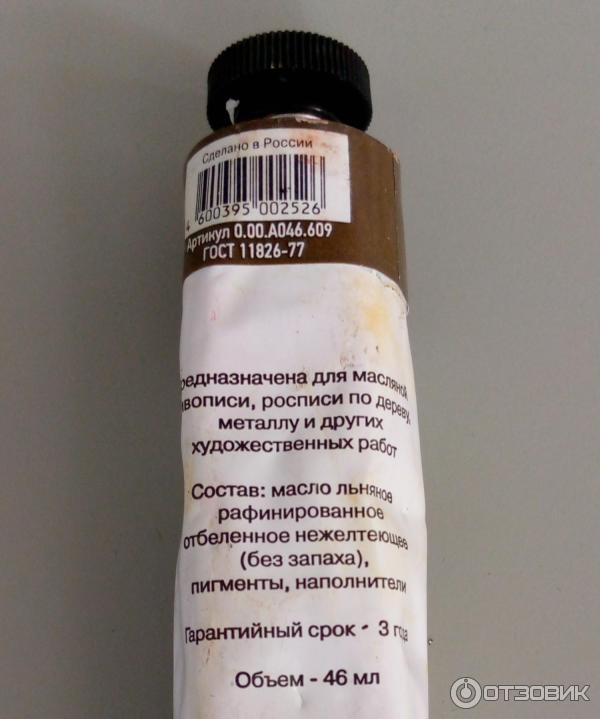 Сделано в России
4 600395 002526
Артикул 0.00.А046.609
ГОСТ 11826-77
редназначена для масляной
вописи, росписи по дереву,
металлу и других
художественных работ
Состав: масло льняное
рафинированное
отбеленное нежелтеющее
(без запаха),
пигменты, наполнители
Гарантийный срок - 3 года
Объем - 46 мл
ОТЗОВИК